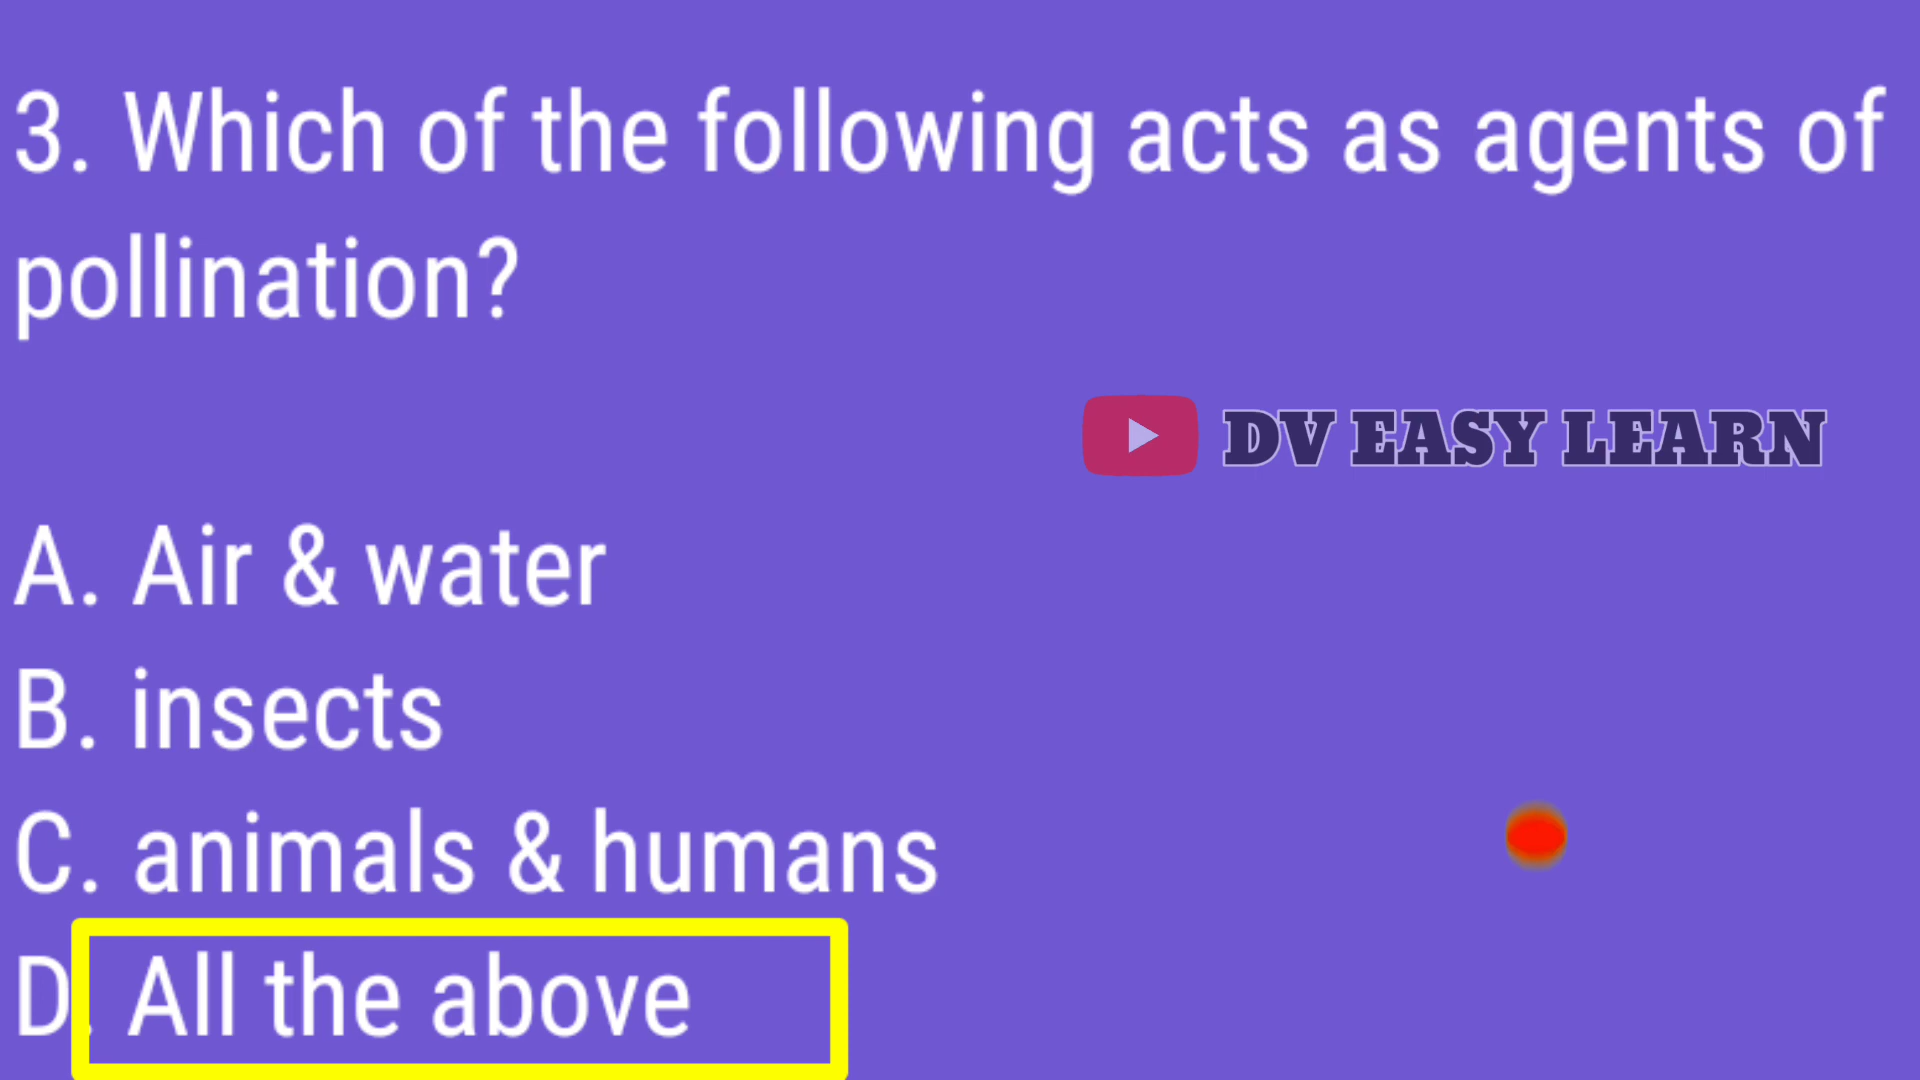 3. Which of the following acts as agents of
pollination?
DV EASY LEARN
A. Air & water
B. insects
C. animals & humans
D. All the above